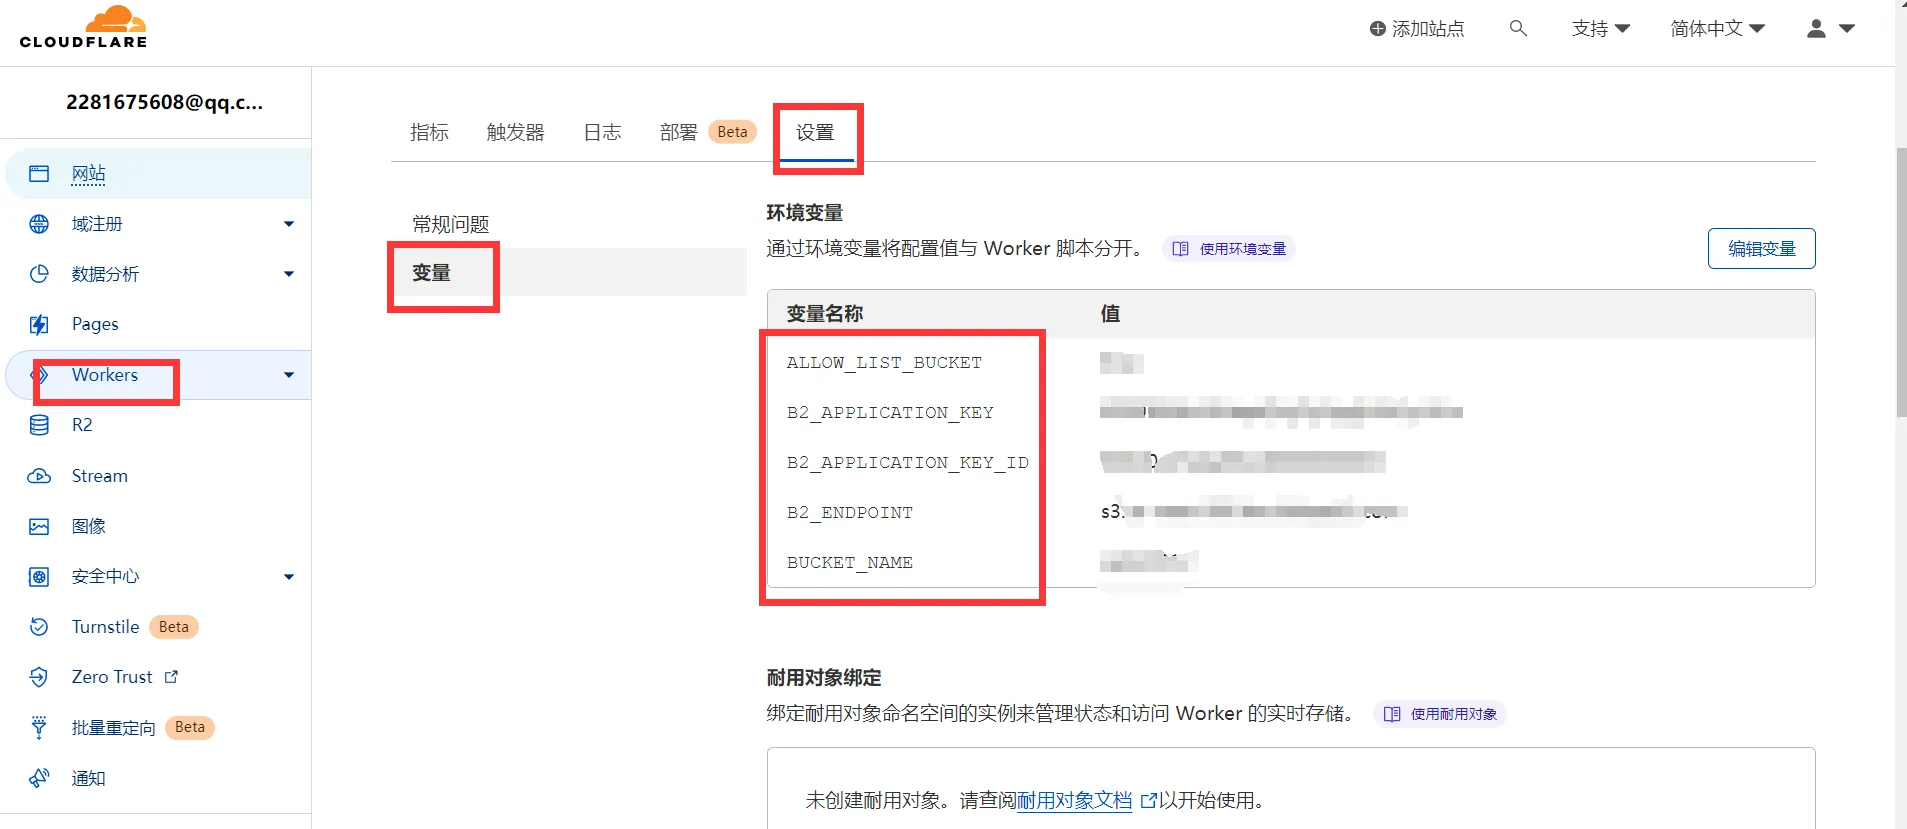 CLOUDFLARE
添加站点
支持
简体中文
2281675608@qq.c...
网站
域注册
数据分析
Pages
Workers
R2
Stream
图像
安全中心
Turnstile Beta
Zero Trust
批量重定向 Beta
通知
指标 触发器 日志 部署 Beta 设置
常规问题
变量
环境变量
通过环境变量将配置值与 Worker 脚本分开。 使用环境变量
编辑变量
变量名称 值
ALLOW_LIST_BUCKET
B2_APPLICATION_KEY
B2_APPLICATION_KEY_ID
B2_ENDPOINT s3.
BUCKET_NAME
耐用对象绑定
绑定耐用对象命名空间的实例来管理状态和访问 Worker 的实时存储。 使用耐用对象
未创建耐用对象。请查阅耐用对象文档 以开始使用。